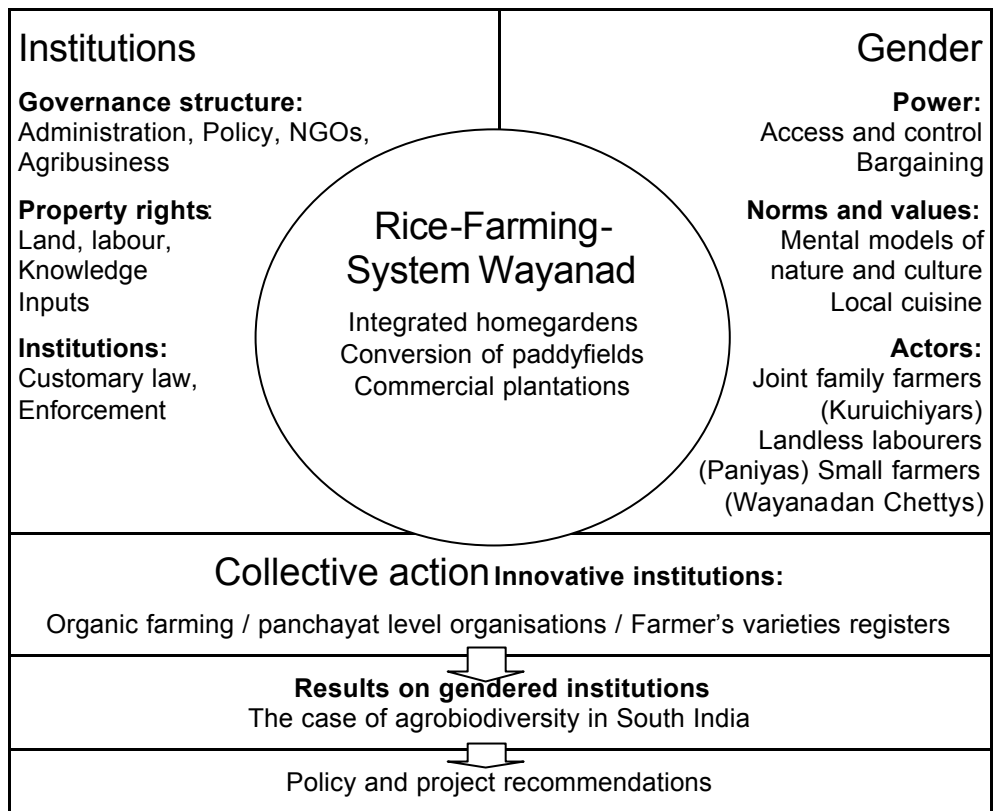 Institutions
Governance structure:
Administration, Policy, NGOs,
Agribusiness
Property rights:
Land, labour,
Knowledge
Inputs
Institutions:
Customary law,
Enforcement
Gender
Power:
Access and control
Bargaining
Norms and values:
Mental models of
nature and culture
Local cuisine
Actors:
Joint family farmers
(Kuruichiyars)
Landless labourers
(Paniyas) Small farmers
(Wayanadan Chettys)
Rice-Farming-
System Wayanad
Integrated homegardens
Conversion of paddyfields
Commercial plantations
Collective action Innovative institutions:
Organic farming / panchayat level organisations / Farmer's varieties registers
Results on gendered institutions
The case of agrobiodiversity in South India
Policy and project recommendations